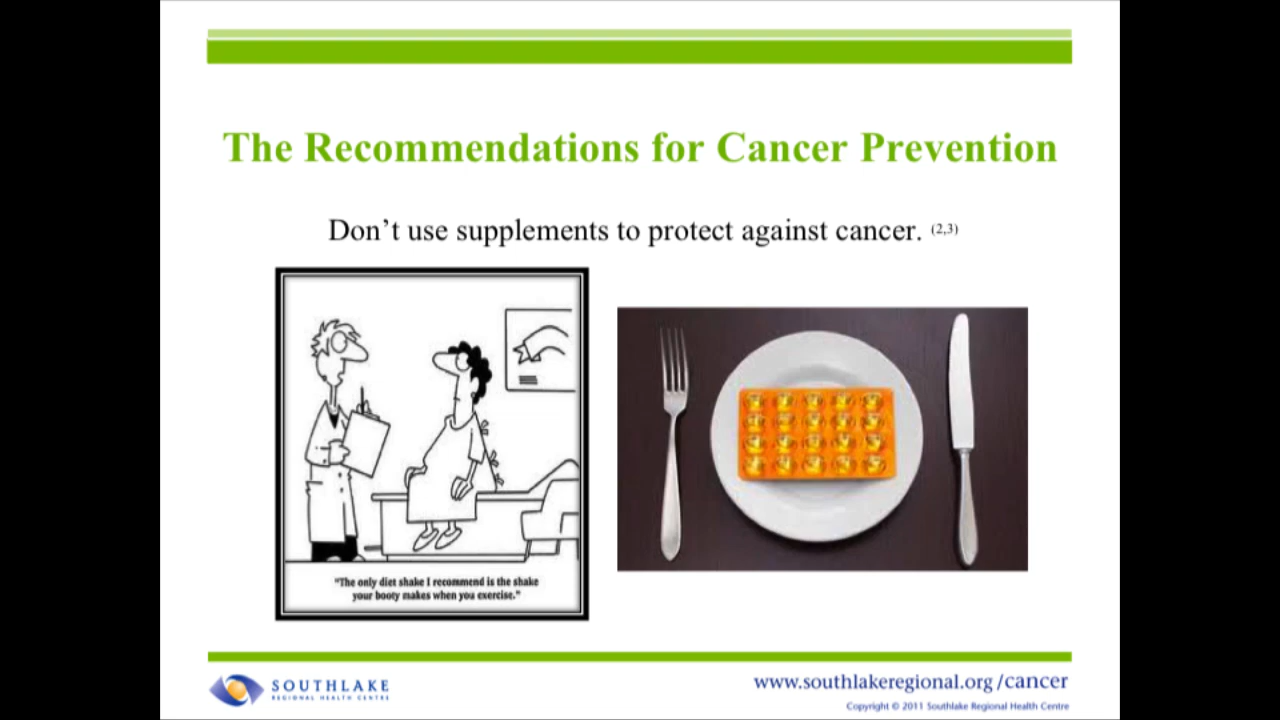 The Recommendations for Cancer Prevention
Don’t use supplements to protect against cancer. (2,3)
"The only diet shake I recommend is the shake
your booty makes when you exercise."
SOUTHLAKE
REGIONAL HEALTH CENTRE
www.southlakeregional.org/cancer
Copyright © 2011 Southlake Regional Health Centre